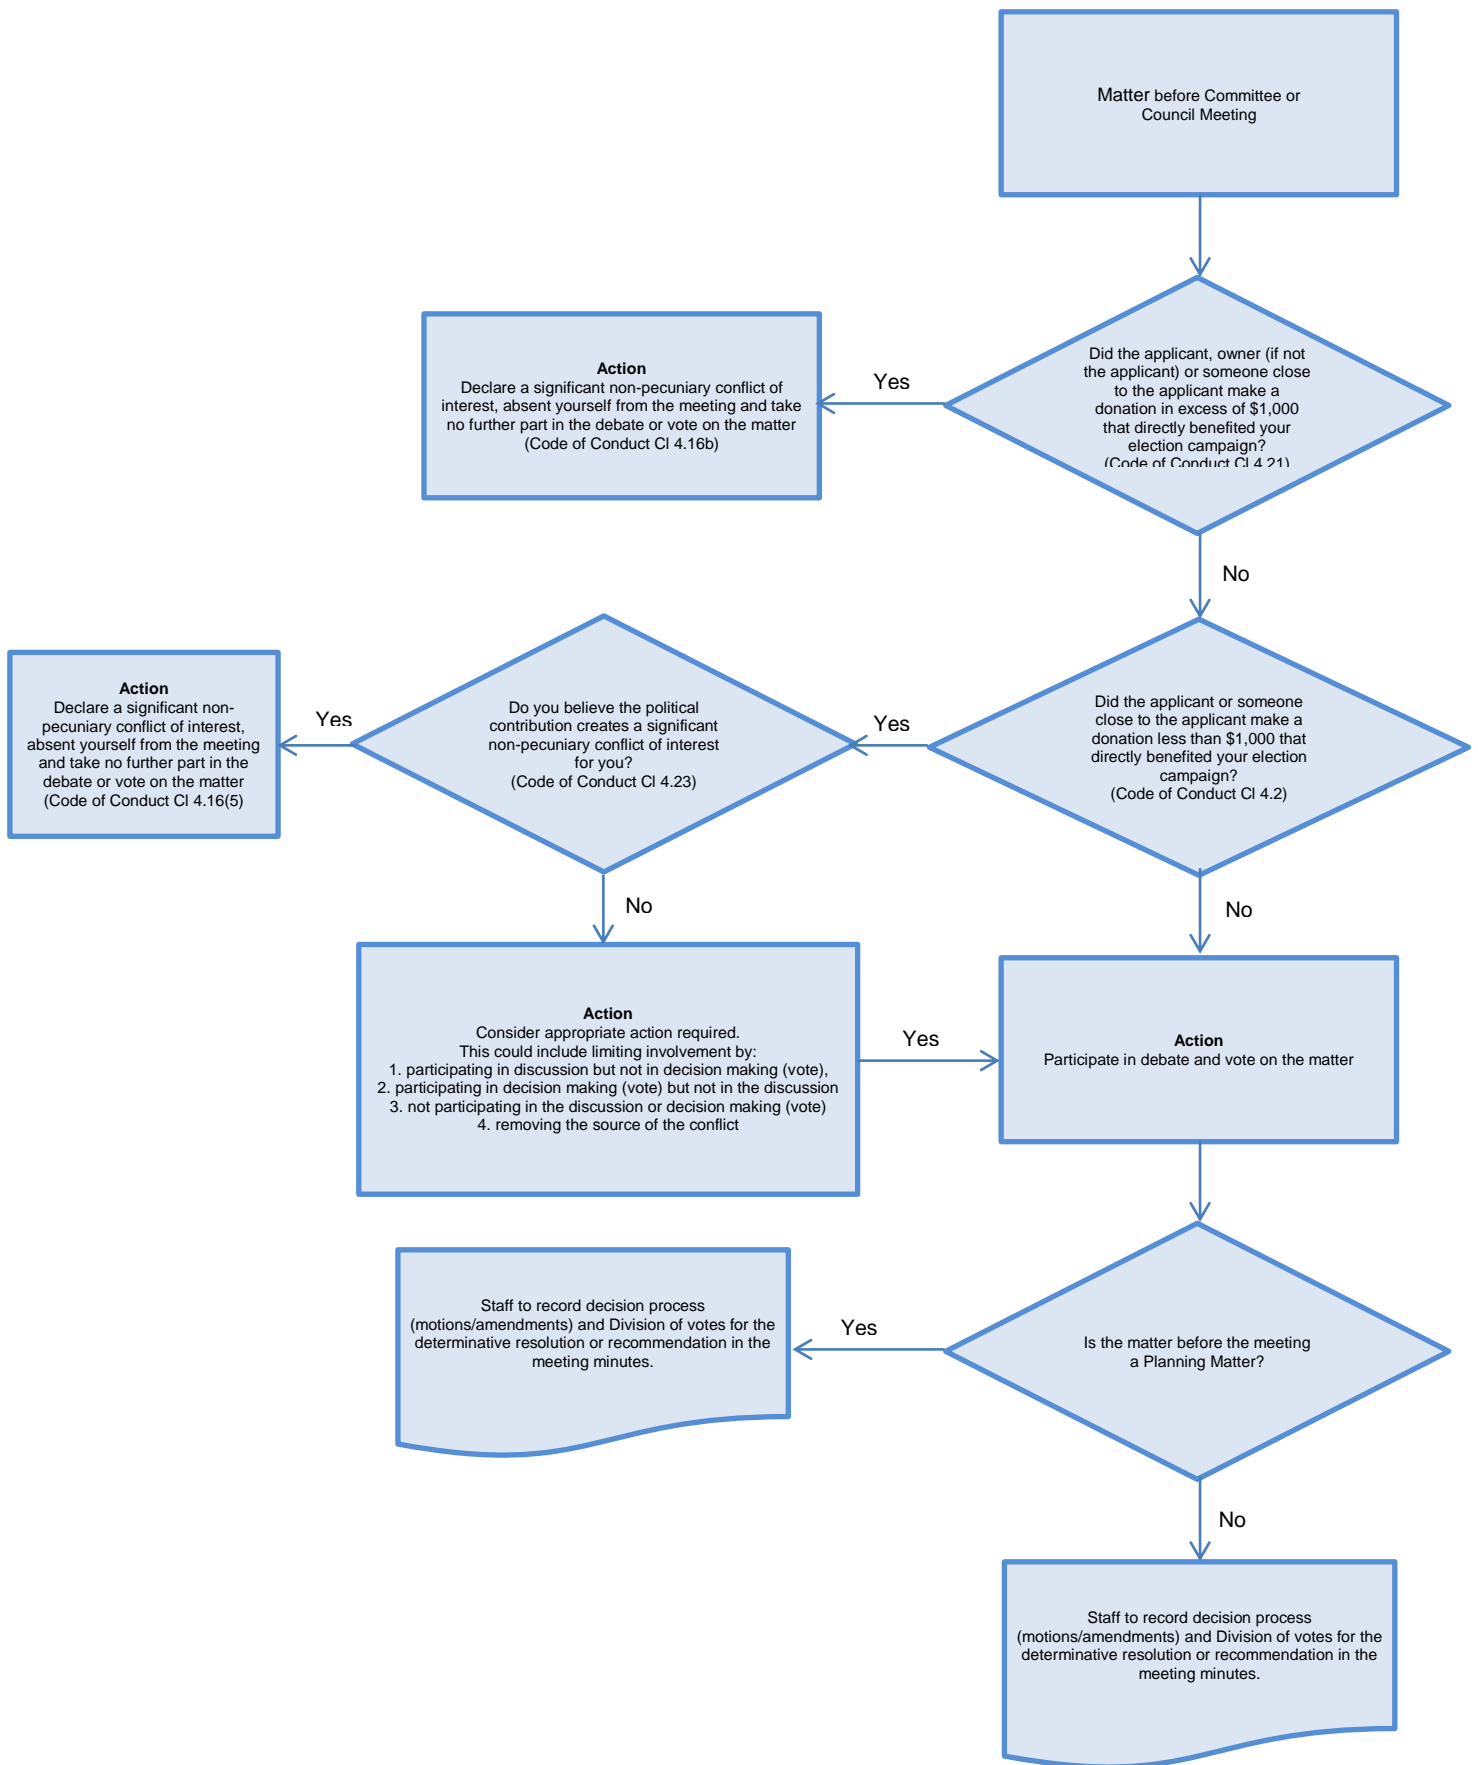 Matter before Committee or
Council Meeting
Did the applicant, owner (if not
the applicant) or someone close
to the applicant make a
donation in excess of $1,000
that directly benefited your
election campaign?
(Code of Conduct Cl 4.21)
Yes
Action
Declare a significant non-pecuniary conflict of
interest, absent yourself from the meeting and take
no further part in the debate or vote on the matter
(Code of Conduct Cl 4.16b)
No
Did the applicant or someone
close to the applicant make a
donation less than $1,000 that
directly benefited your election
campaign?
(Code of Conduct Cl 4.2)
Yes
Do you believe the political
contribution creates a significant
non-pecuniary conflict of interest
for you?
(Code of Conduct Cl 4.23)
Yes
Action
Declare a significant non-
pecuniary conflict of interest,
absent yourself from the meeting
and take no further part in the
debate or vote on the matter
(Code of Conduct Cl 4.16(5)
No
No
Action
Consider appropriate action required.
This could include limiting involvement by:
1. participating in discussion but not in decision making (vote),
2. participating in decision making (vote) but not in the discussion
3. not participating in the discussion or decision making (vote)
4. removing the source of the conflict
Yes
Action
Participate in debate and vote on the matter
Is the matter before the meeting
a Planning Matter?
Yes
Staff to record decision process
(motions/amendments) and Division of votes for the
determinative resolution or recommendation in the
meeting minutes.
No
Staff to record decision process
(motions/amendments) and Division of votes for the
determinative resolution or recommendation in the
meeting minutes.